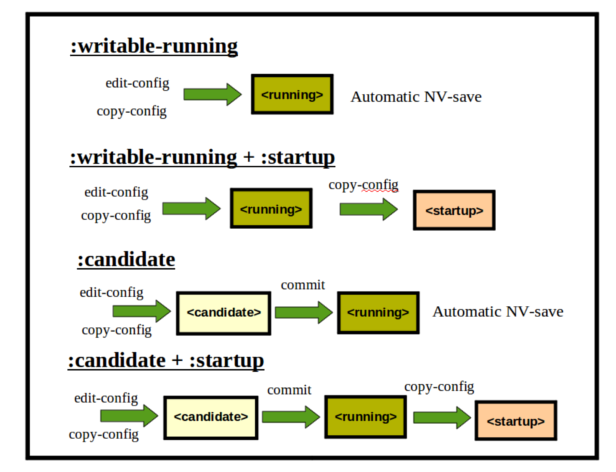 :writable-running
edit-config
<running>
Automatic NV-save
copy-config
:writable-running + :startup
copy-config
edit-config
<running>
<startup>
copy-config
:candidate
commit
edit-config
<candidate>
<running>
Automatic NV-save
copy-config
:candidate + :startup
copy-config
commit
edit-config
<candidate>
<running>
<startup>
copy-config